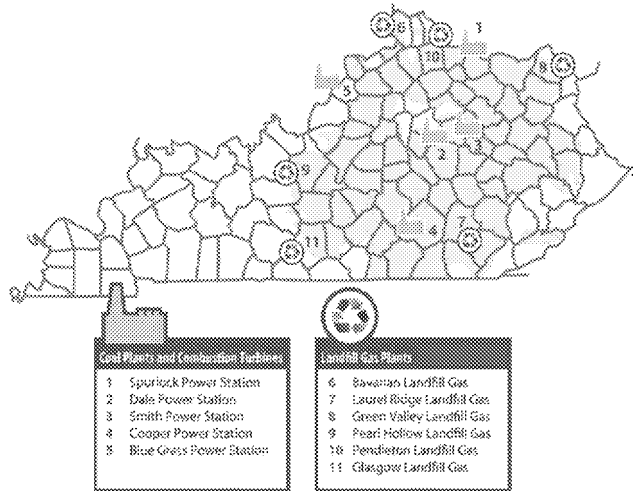 6
1
10
8
5
2
3
9
4
7
11
Coal Plants and Combustion Turbines
1 Spurlock Power Station
2 Dale Power Station
3 Smith Power Station
4 Cooper Power Station
5 Blue Grass Power Station
Landfill Gas Plants
6 Bavarian Landfill Gas
7 Laurel Ridge Landfill Gas
8 Green Valley Landfill Gas
9 Pearl Hollow Landfill Gas
10 Pendleton Landfill Gas
11 Glasgow Landfill Gas